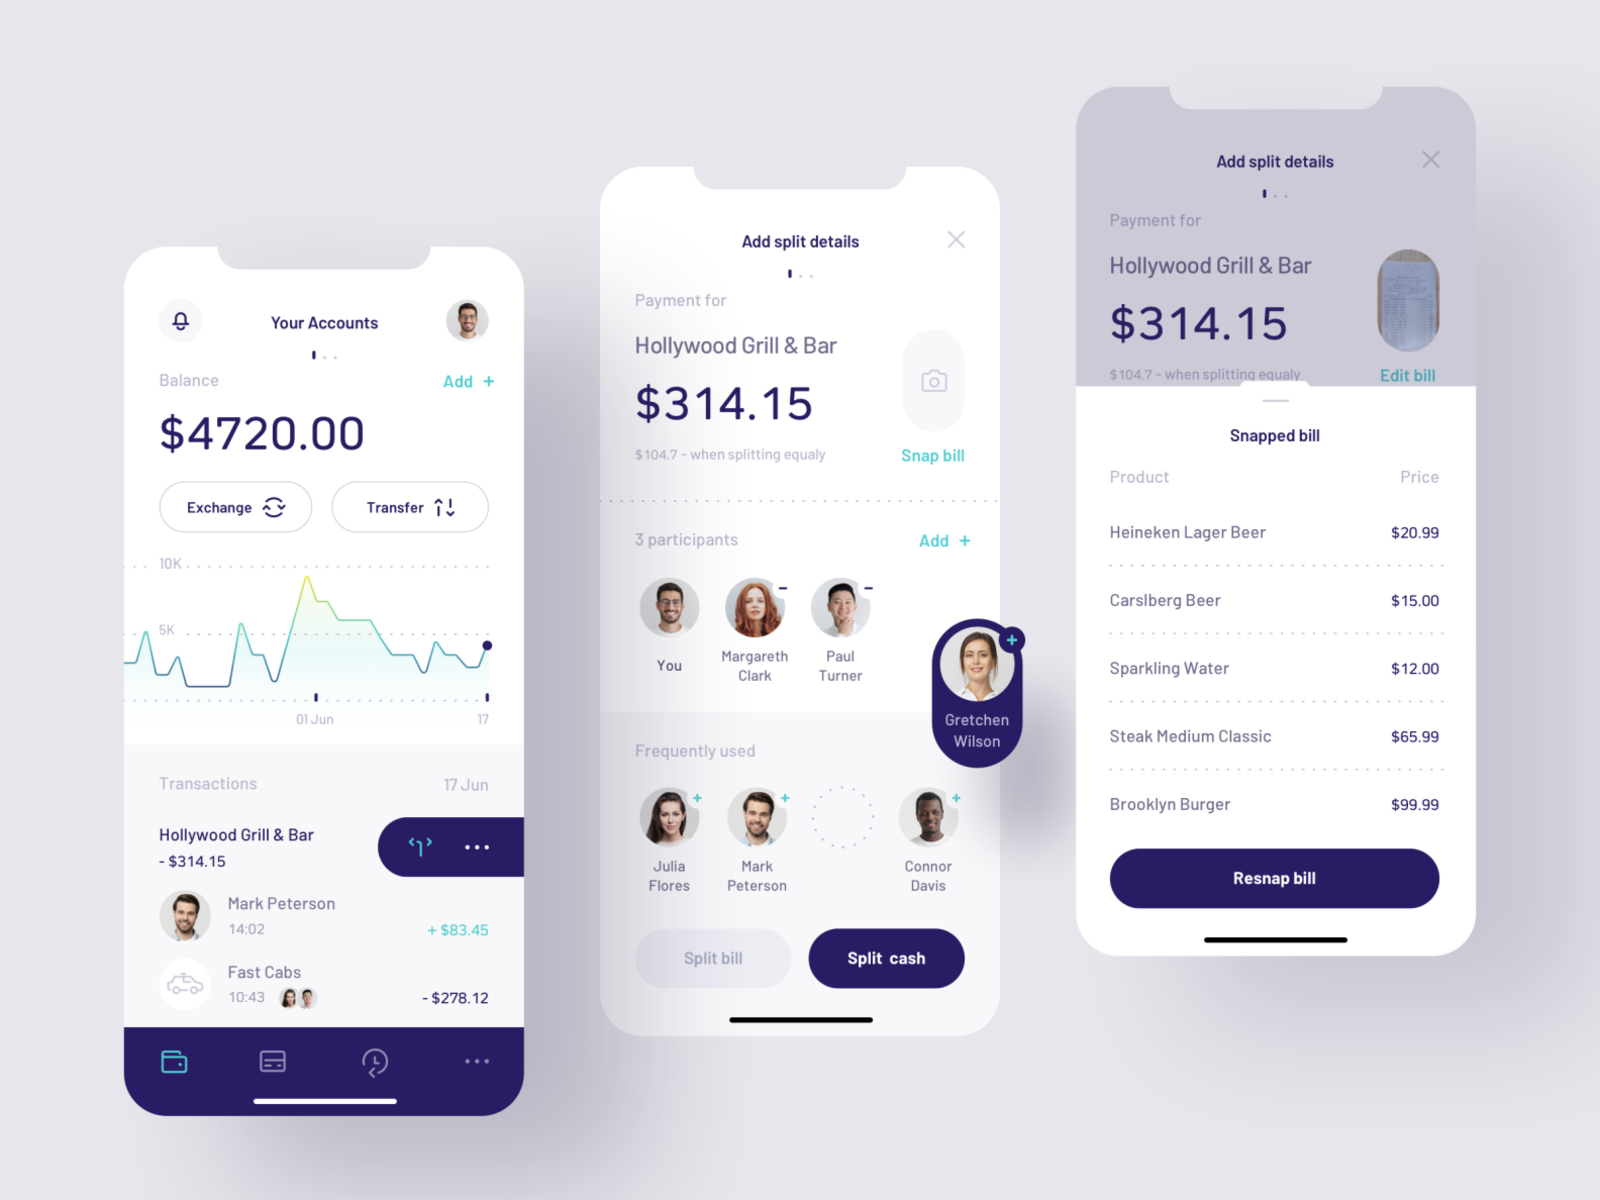 Your Accounts
Balance
Add +
$4720.00
Exchange
Transfer
10K
5K
01 Jun
17
Transactions
17 Jun
Hollywood Grill & Bar
- $314.15
Mark Peterson
14:02
+ $83.45
Fast Cabs
10:43
- $278.12
Add split details
Payment for
Hollywood Grill & Bar
$314.15
$104.7 - when splitting equaly
Snap bill
3 participants
Add +
You
Margareth
Clark
Paul
Turner
Gretchen
Wilson
Frequently used
Julia
Flores
Mark
Peterson
Connor
Davis
Split bill
Split cash
Add split details
Payment for
Hollywood Grill & Bar
$314.15
$104.7 - when splitting equaly
Edit bill
Snapped bill
Product
Price
Heineken Lager Beer
$20.99
Carslberg Beer
$15.00
Sparkling Water
$12.00
Steak Medium Classic
$65.99
Brooklyn Burger
$99.99
Resnap bill